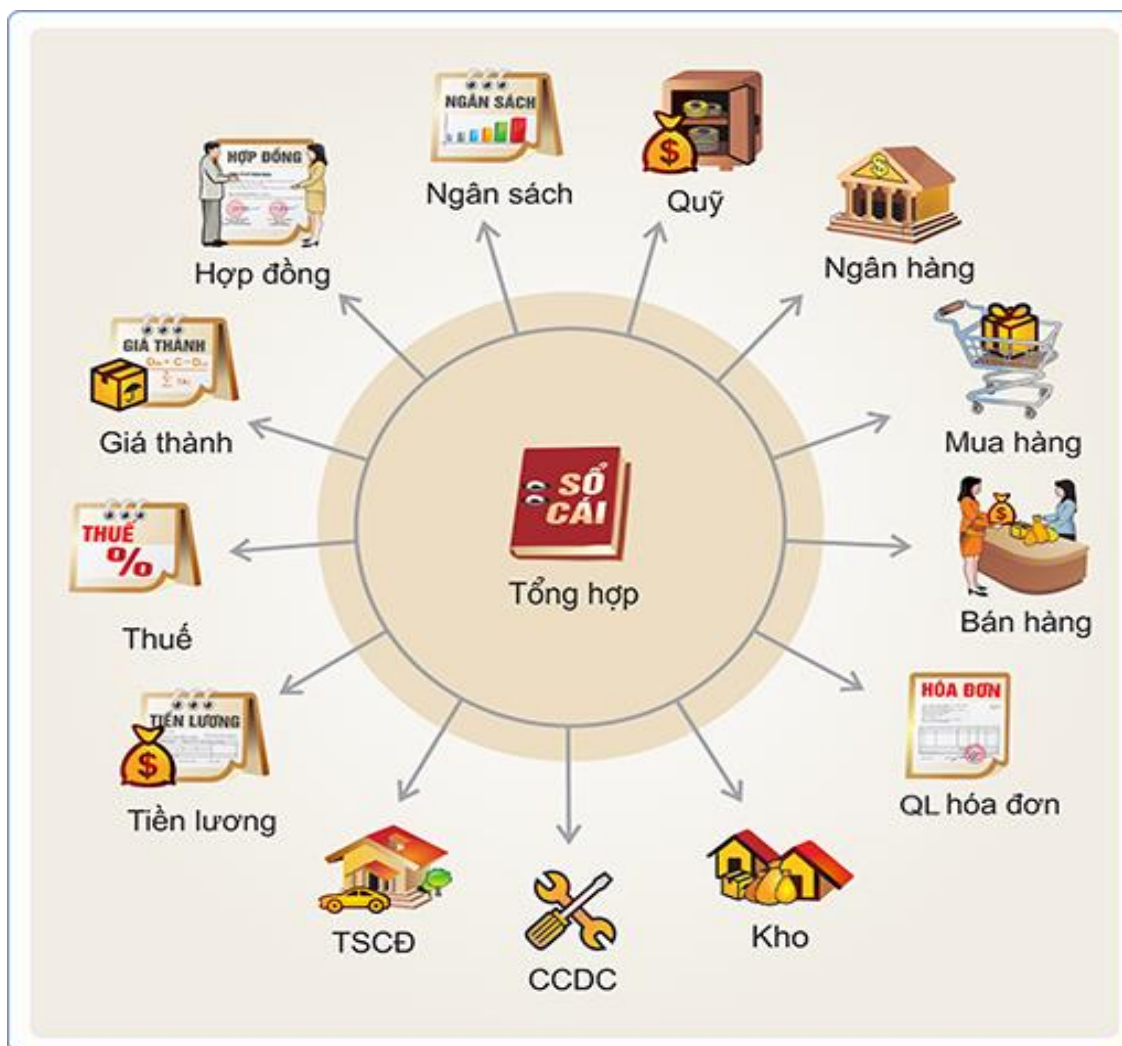 NGÂN SÁCH
Ngân sách
Quỹ
HỢP ĐỒNG
Hợp đồng
Ngân hàng
GIÁ THÀNH
Giá thành
Mua hàng
SỔ
CÁI
Tổng hợp
THUẾ
%
Thuế
Bán hàng
TIỀN LƯƠNG
Tiền lương
HÓA ĐƠN
QL hóa đơn
TSCĐ
CCDC
Kho